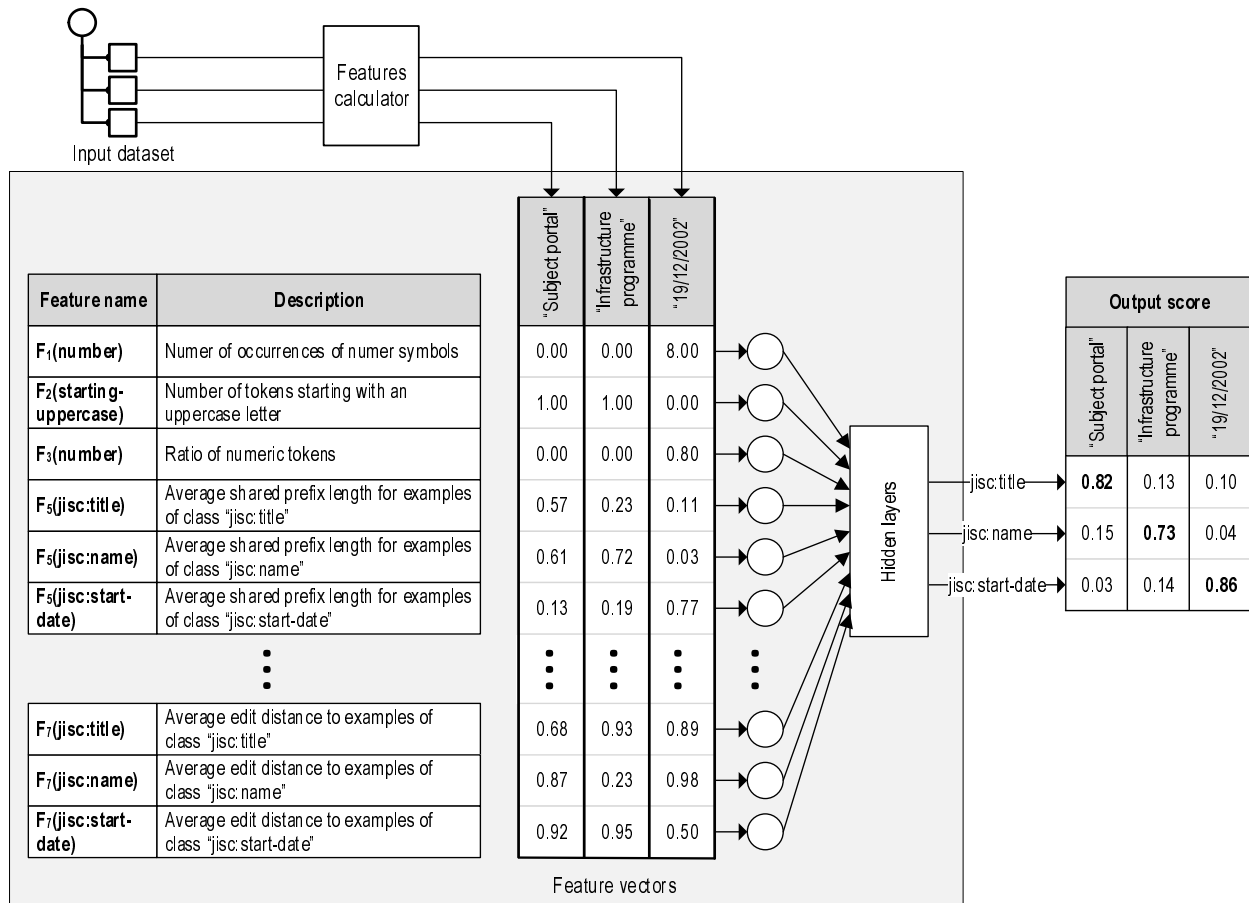 Features
calculator
Input dataset
"Subject portal"
"Infrastructure
programme"
"19/12/2002"
Feature name Description
F1(number) Numer of occurrences of numer symbols 0.00 0.00 8.00
F2(starting-
uppercase)
Number of tokens starting with an
uppercase letter
1.00 1.00 0.00
F3(number) Ratio of numeric tokens 0.00 0.00 0.80
F5(jisc:title)
Average shared prefix length for examples
of class "jisc:title"
0.57 0.23 0.11
F5(jisc:name)
Average shared prefix length for examples
of class "jisc:name"
0.61 0.72 0.03
F5(jisc:start-
date)
Average shared prefix length for examples
of class "jisc:start-date"
0.13 0.19 0.77
F7(jisc:title)
Average edit distance to examples of
class "jisc:title"
0.68 0.93 0.89
F7(jisc:name)
Average edit distance to examples of
class "jisc:name"
0.87 0.23 0.98
F7(jisc:start-
date)
Average edit distance to examples of
class "jisc:start-date"
0.92 0.95 0.50
Feature vectors
Hidden layers
jisc:title
jisc:name
jisc:start-date
Output score
"Subject portal"
"Infrastructure
programme"
"19/12/2002"
0.82 0.13 0.10
0.15 0.73 0.04
0.03 0.14 0.86